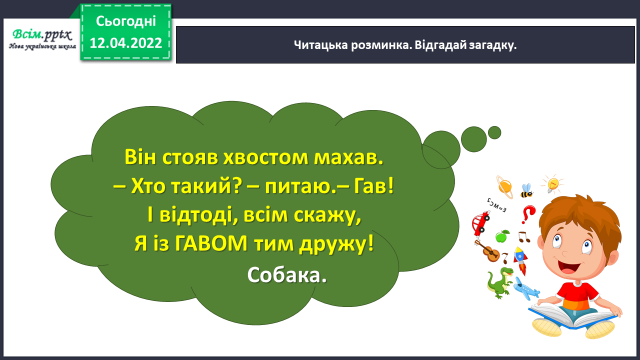 Всім.pptx
Нова українська школа
Сьогодні
12.04.2022
Читацька розминка. Відгадай загадку.
Він стояв хвостом махав.
– Хто такий? – питаю.– Гав!
І відтоді, всім скажу,
Я із ГАВОМ тим дружу!
Собака.
E=MC²